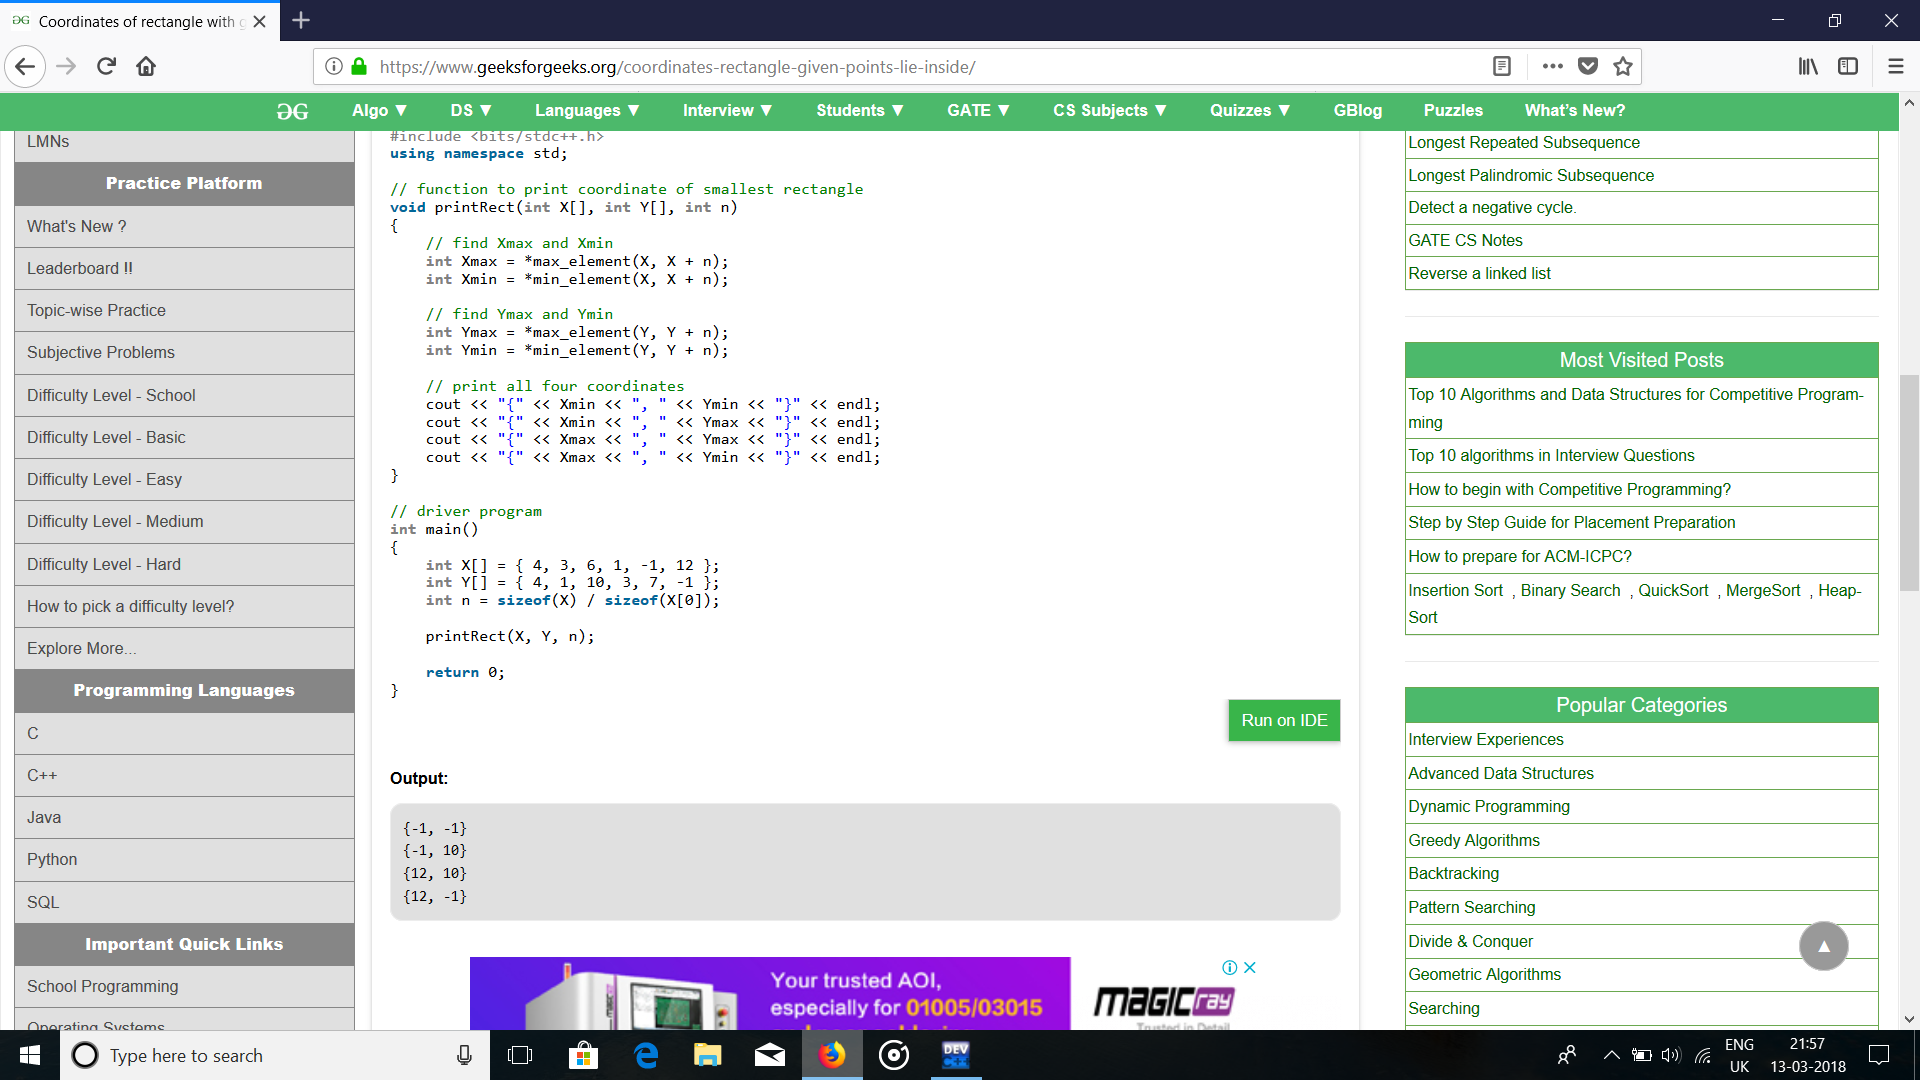 Coordinates of rectangle with g
https://www.geeksforgeeks.org/coordinates-rectangle-given-points-lie-inside/
GG Algo ▼ DS ▼ Languages ▼ Interview ▼ Students ▼ GATE ▼ CS Subjects ▼ Quizzes ▼ GBlog Puzzles What's New?
LMNs
Practice Platform
What's New ?
Leaderboard !!
Topic-wise Practice
Subjective Problems
Difficulty Level - School
Difficulty Level - Basic
Difficulty Level - Easy
Difficulty Level - Medium
Difficulty Level - Hard
How to pick a difficulty level?
Explore More...
Programming Languages
C
C++
Java
Python
SQL
Important Quick Links
School Programming
Operating Systems
#include <bits/stdc++.h>
using namespace std;
// function to print coordinate of smallest rectangle
void printRect(int X[], int Y[], int n)
{
// find Xmax and Xmin
int Xmax = *max_element(X, X + n);
int Xmin = *min_element(X, X + n);
// find Ymax and Ymin
int Ymax = *max_element(Y, Y + n);
int Ymin = *min_element(Y, Y + n);
// print all four coordinates
cout << "{" << Xmin << ", " << Ymin << "}" << endl;
cout << "{" << Xmin << ", " << Ymax << "}" << endl;
cout << "{" << Xmax << ", " << Ymax << "}" << endl;
cout << "{" << Xmax << ", " << Ymin << "}" << endl;
}
// driver program
int main()
{
int X[] = { 4, 3, 6, 1, -1, 12 };
int Y[] = { 4, 1, 10, 3, 7, -1 };
int n = sizeof(X) / sizeof(X[0]);
printRect(X, Y, n);
return 0;
}
Run on IDE
Output:
{-1, -1}
{-1, 10}
{12, 10}
{12, -1}
Your trusted AOI,
especially for 01005/03015
MAGICray
Trusted in Detail
Longest Repeated Subsequence
Longest Palindromic Subsequence
Detect a negative cycle.
GATE CS Notes
Reverse a linked list
Most Visited Posts
Top 10 Algorithms and Data Structures for Competitive Program-
ming
Top 10 algorithms in Interview Questions
How to begin with Competitive Programming?
Step by Step Guide for Placement Preparation
How to prepare for ACM-ICPC?
Insertion Sort , Binary Search , QuickSort , MergeSort , Heap-
Sort
Popular Categories
Interview Experiences
Advanced Data Structures
Dynamic Programming
Greedy Algorithms
Backtracking
Pattern Searching
Divide & Conquer
Geometric Algorithms
Searching
Type here to search
DEV
C++
ENG
UK
21:57
13-03-2018